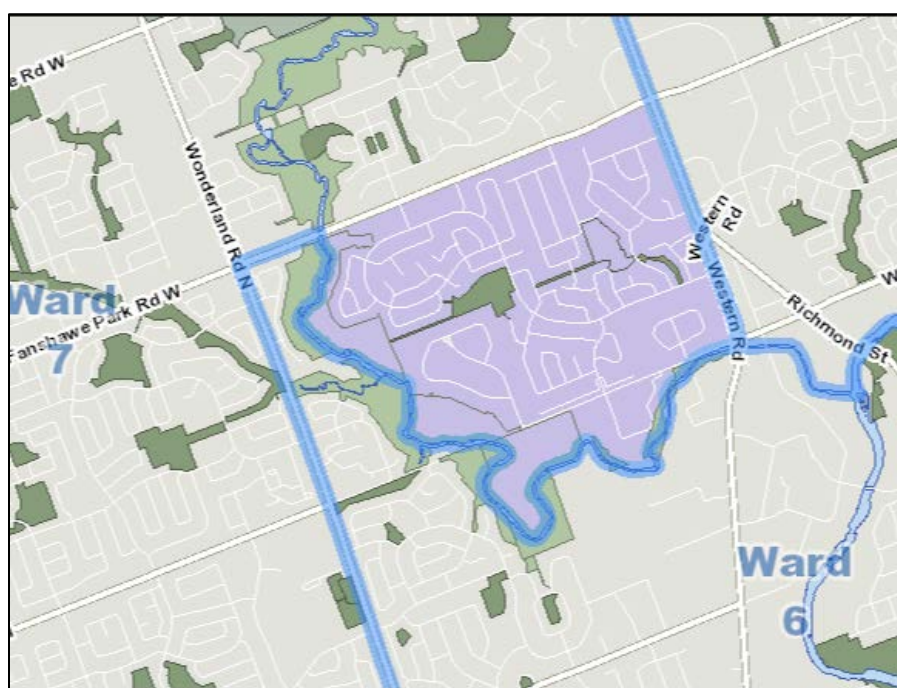 e Rd W
Wonderland Rd N
Western
Rd
Western Rd
W
Ward
7
Fanshawe Park Rd W
Richmond St
Ward
6